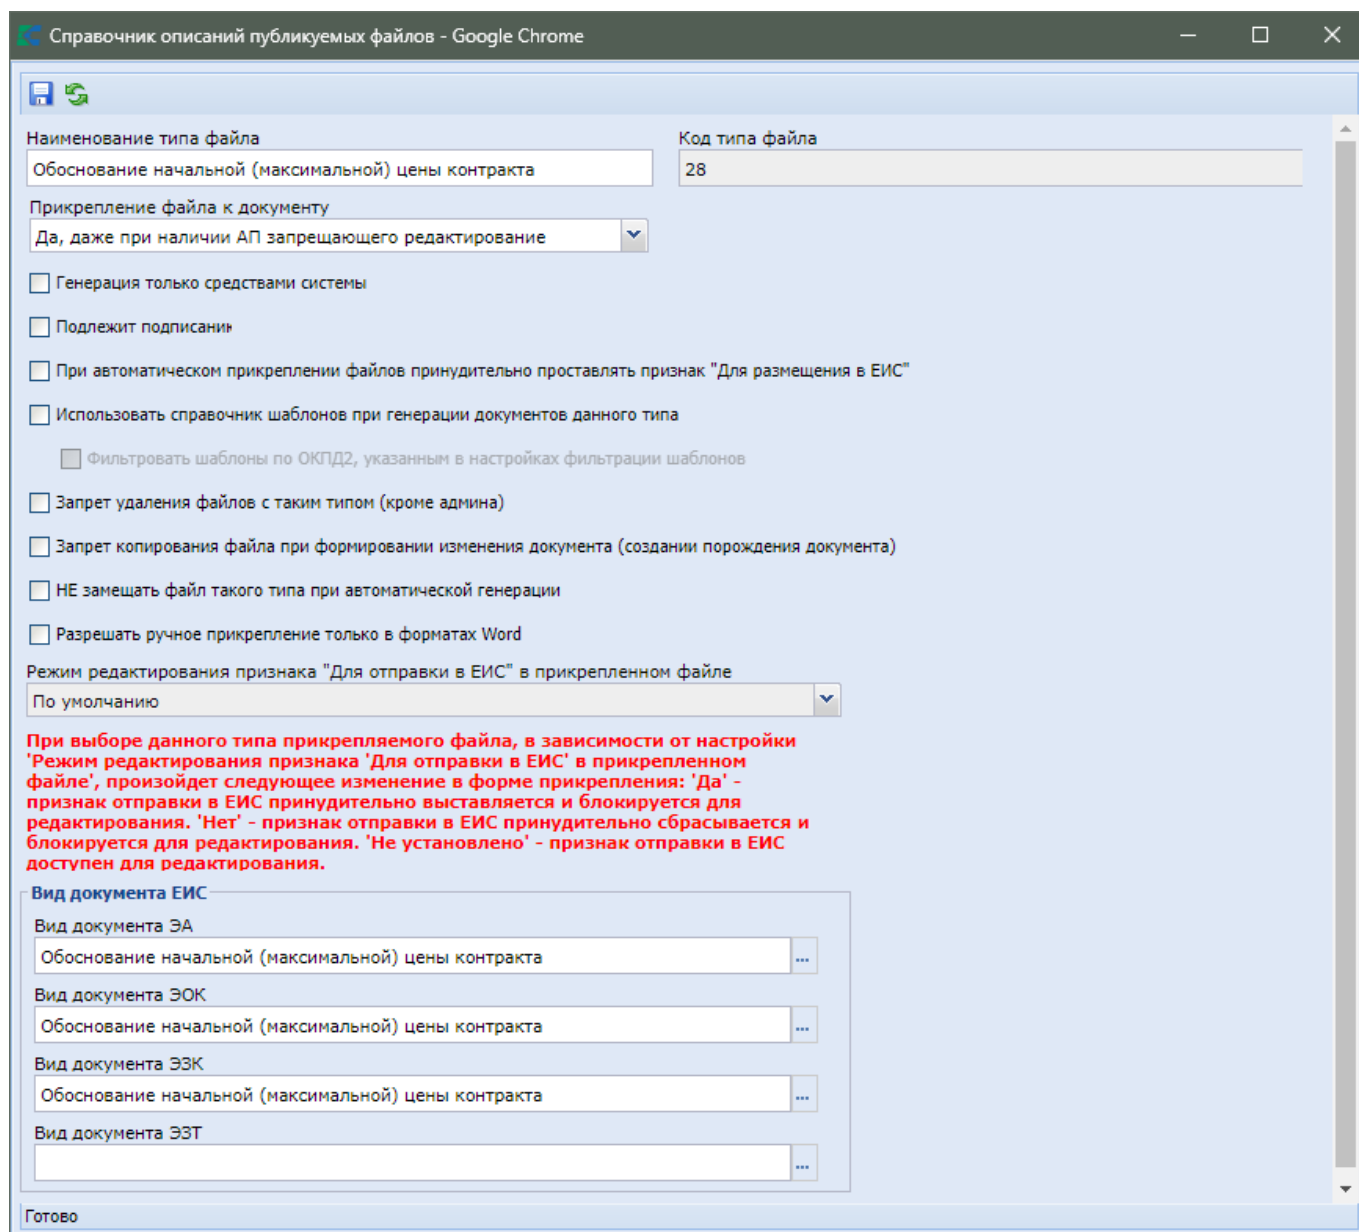 Справочник описаний публикуемых файлов - Google Chrome
Наименование типа файла
Код типа файла
Обоснование начальной (максимальной) цены контракта
28
Прикрепление файла к документу
Да, даже при наличии АП запрещающего редактирование
Генерация только средствами системы
Подлежит подписани
При автоматическом прикреплении файлов принудительно проставлять признак "Для размещения в ЕИС"
Использовать справочник шаблонов при генерации документов данного типа
Фильтровать шаблоны по ОКПД2, указанным в настройках фильтрации шаблонов
Запрет удаления файлов с таким типом (кроме админа)
Запрет копирования файла при формировании изменения документа (создании порождения документа)
НЕ замещать файл такого типа при автоматической генерации
Разрешать ручное прикрепление только в форматах Word
Режим редактирования признака "Для отправки в ЕИС" в прикрепленном файле
По умолчанию
При выборе данного типа прикрепляемого файла, в зависимости от настройки
'Режим редактирования признака 'Для отправки в ЕИС' в прикрепленном
файле', произойдет следующее изменение в форме прикрепления: 'Да' -
признак отправки в ЕИС принудительно выставляется и блокируется для
редактирования. 'Нет' - признак отправки в ЕИС принудительно сбрасывается и
блокируется для редактирования. 'Не установлено' - признак отправки в ЕИС
доступен для редактирования.
Вид документа ЕИС
Вид документа ЭА
Обоснование начальной (максимальной) цены контракта
...
Вид документа ЭОК
Обоснование начальной (максимальной) цены контракта
...
Вид документа ЭЗК
Обоснование начальной (максимальной) цены контракта
...
Вид документа ЭЗТ
...
Готово